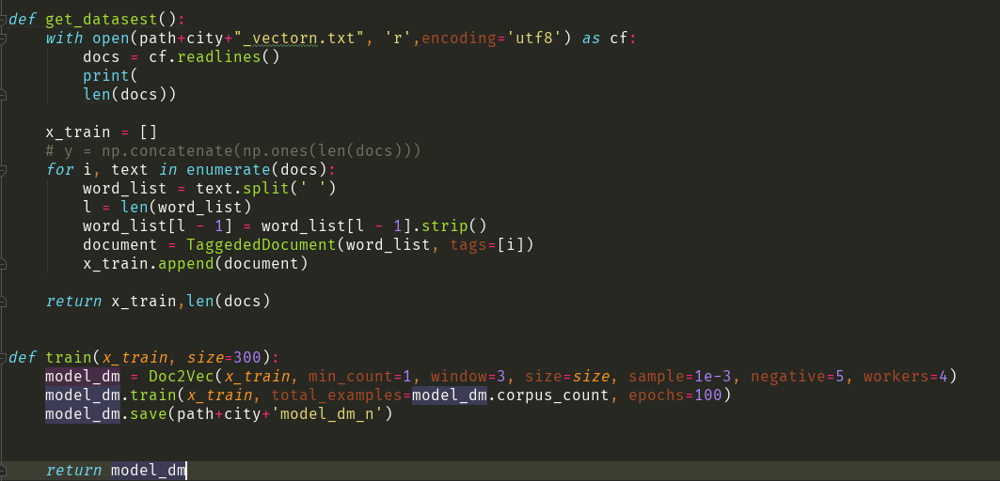 def get_datasest():
    with open(path+city+"_vectorn.txt", 'r',encoding='utf8') as cf:
        docs = cf.readlines()
        print(
        len(docs))
    x_train = []
    # y = np.concatenate(np.ones(len(docs)))
    for i, text in enumerate(docs):
        word_list = text.split(' ')
        l = len(word_list)
        word_list[l - 1] = word_list[l - 1].strip()
        document = TaggededDocument(word_list, tags=[i])
        x_train.append(document)
    return x_train,len(docs)
def train(x_train, size=300):
    model_dm = Doc2Vec(x_train, min_count=1, window=3, size=size, sample=1e-3, negative=5, workers=4)
    model_dm.train(x_train, total_examples=model_dm.corpus_count, epochs=100)
    model_dm.save(path+city+'model_dm_n')
    return model_dm